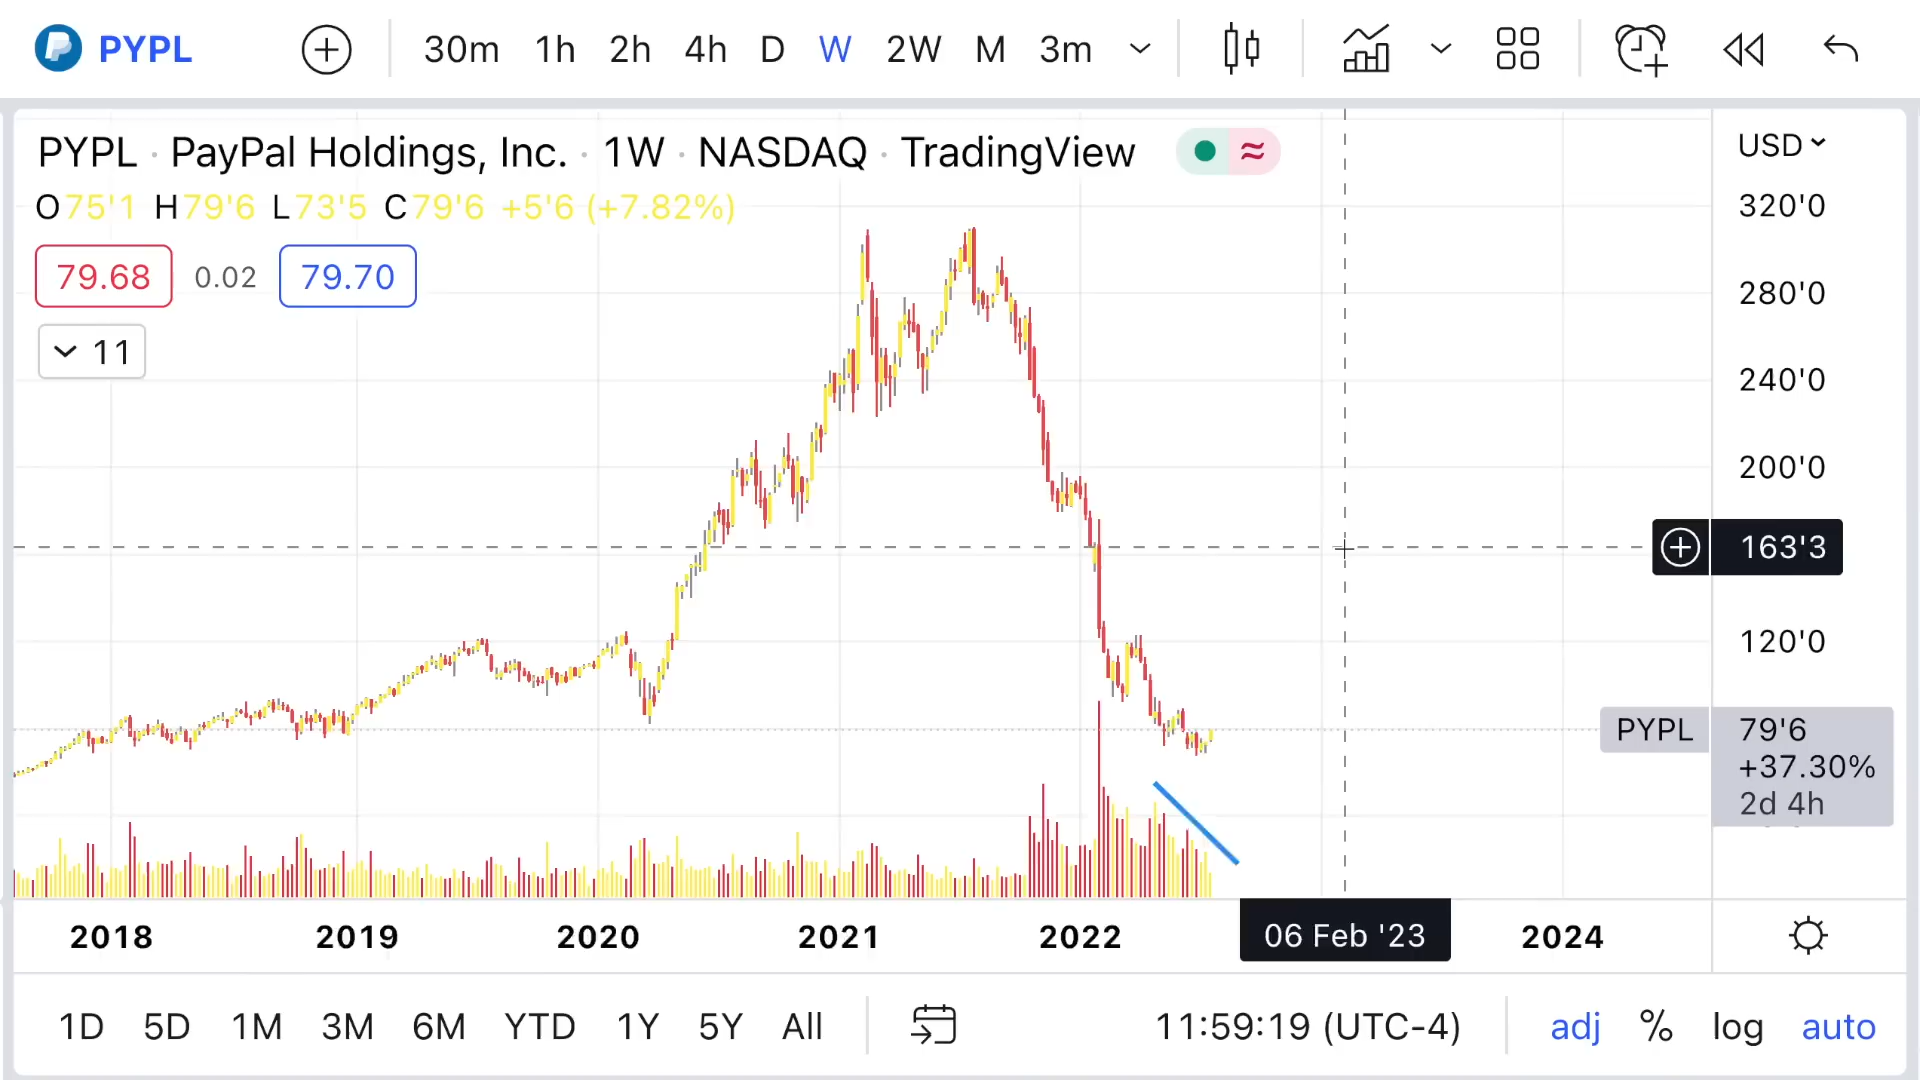 PYPL 30m 1h 2h 4h D W 2W M 3m
PYPL · PayPal Holdings, Inc. · 1W · NASDAQ · TradingView
USD
O75'1 H79'6 L73'5 C79'6 +5'6 (+7.82%)
79.68 0.02 79.70
11
320'0
280'0
240'0
200'0
163'3
120'0
PYPL 79'6
+37.30%
2d 4h
2018 2019 2020 2021 2022 06 Feb '23 2024
1D 5D 1M 3M 6M YTD 1Y 5Y All 11:59:19 (UTC-4) adj % log auto